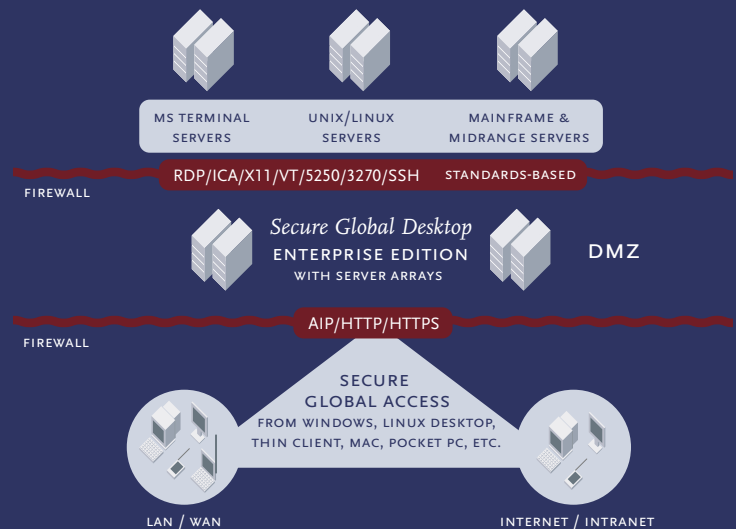 MS TERMINAL
SERVERS
UNIX/LINUX
SERVERS
MAINFRAME &
MIDRANGE SERVERS
RDP/ICA/X11/VT/5250/3270/SSH STANDARDS-BASED
FIREWALL
Secure Global Desktop
ENTERPRISE EDITION
WITH SERVER ARRAYS
DMZ
AIP/HTTP/HTTPS
FIREWALL
SECURE
GLOBAL ACCESS
FROM WINDOWS, LINUX DESKTOP,
THIN CLIENT, MAC, POCKET PC, ETC.
LAN / WAN
INTERNET / INTRANET